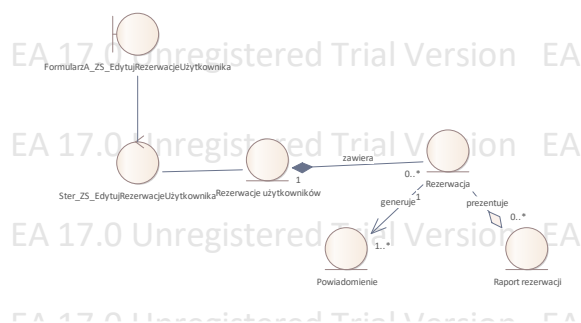 EA 17.0 Unregistered Trial Version EA
FormularzA_ZS_EdytujRezerwacjeUżytkownika
EA 17.0 Unregistered Trial Version EA
zawiera
1
0..*
Ster_ZS_EdytujRezerwacjeUżytkownika
Rezerwacje użytkowników
Rezerwacja
1
generuje
prezentuje
0..*
EA 17.0 Unregistered Trial Version EA
1..*
Powiadomienie
Raport rezerwacji
EA 17.0 Unregistered Trial Version EA